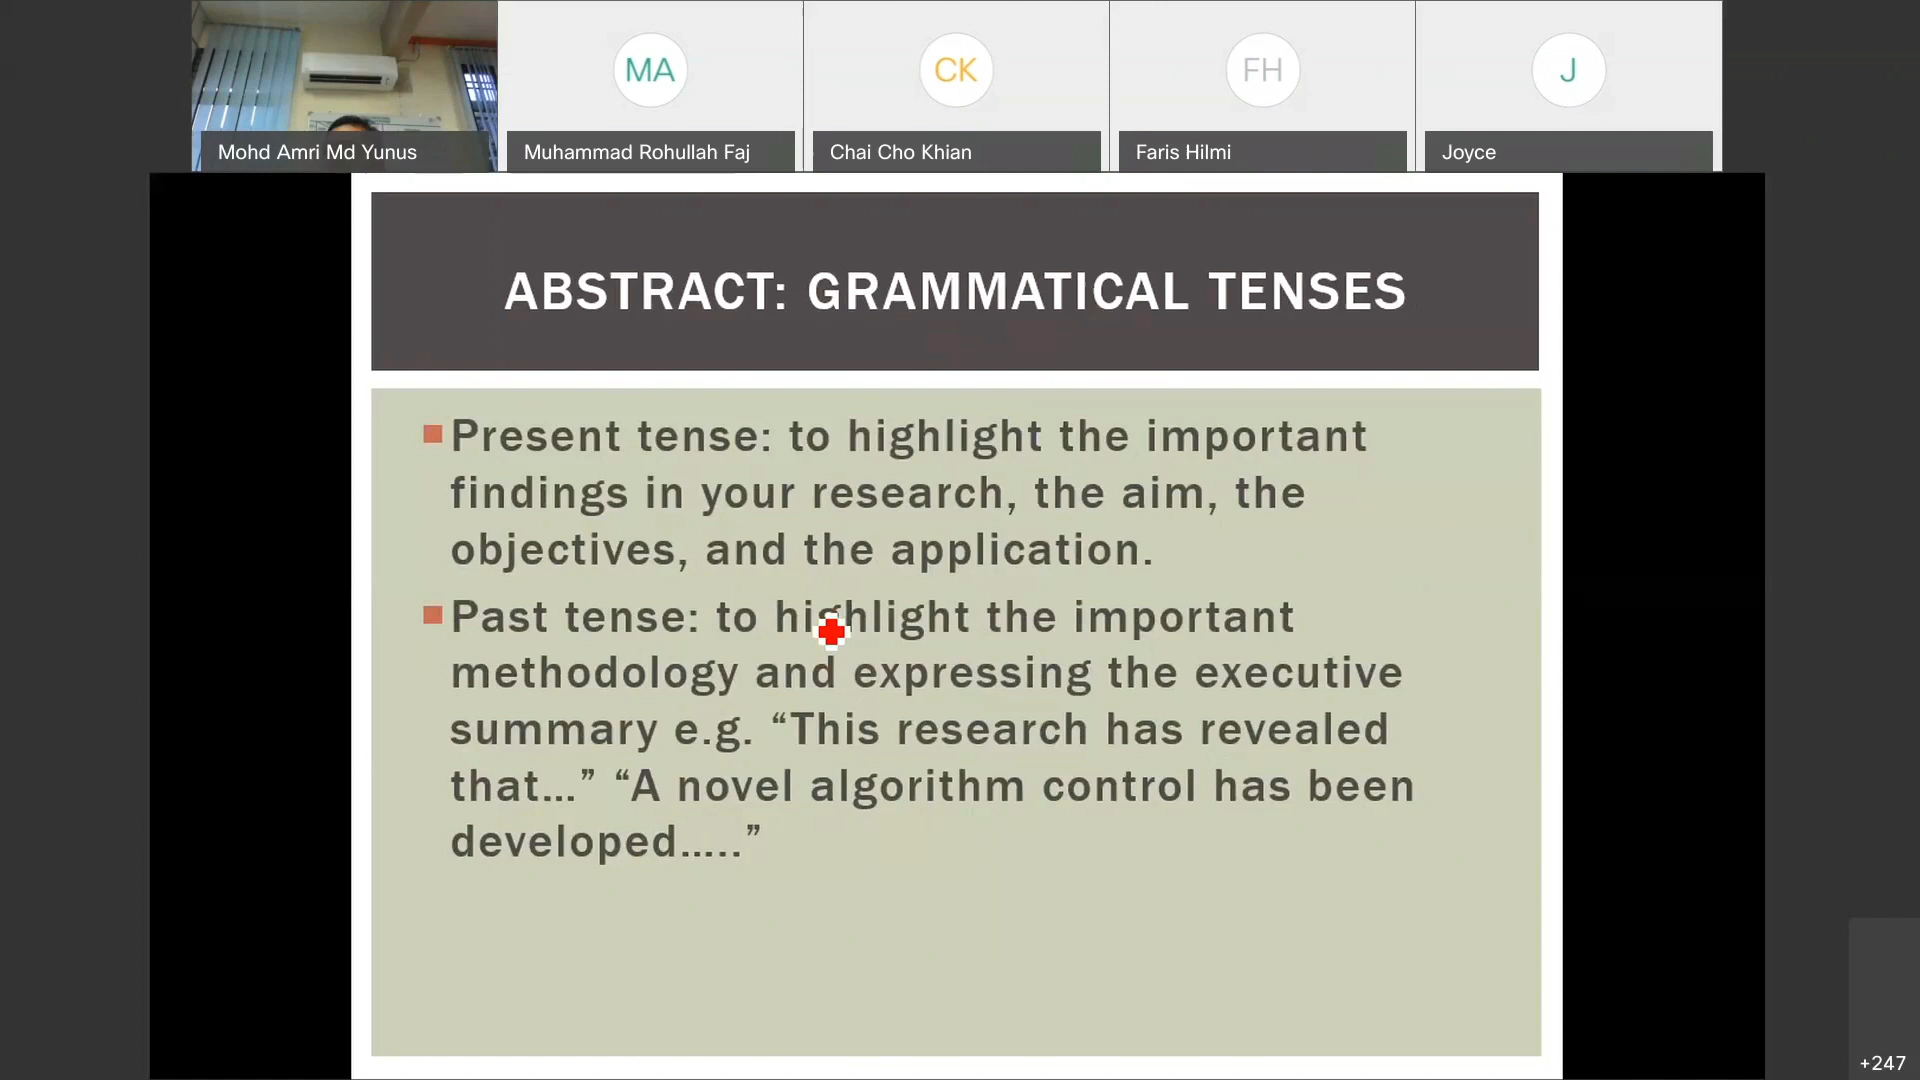 MA
CK
FH
J
Mohd Amri Md Yunus
Muhammad Rohullah Faj
Chai Cho Khian
Faris Hilmi
Joyce
ABSTRACT: GRAMMATICAL TENSES
Present tense: to highlight the important
findings in your research, the aim, the
objectives, and the application.
Past tense: to highlight the important
methodology and expressing the executive
summary e.g. “This research has revealed
that...” “A novel algorithm control has been
developed.....”
+247